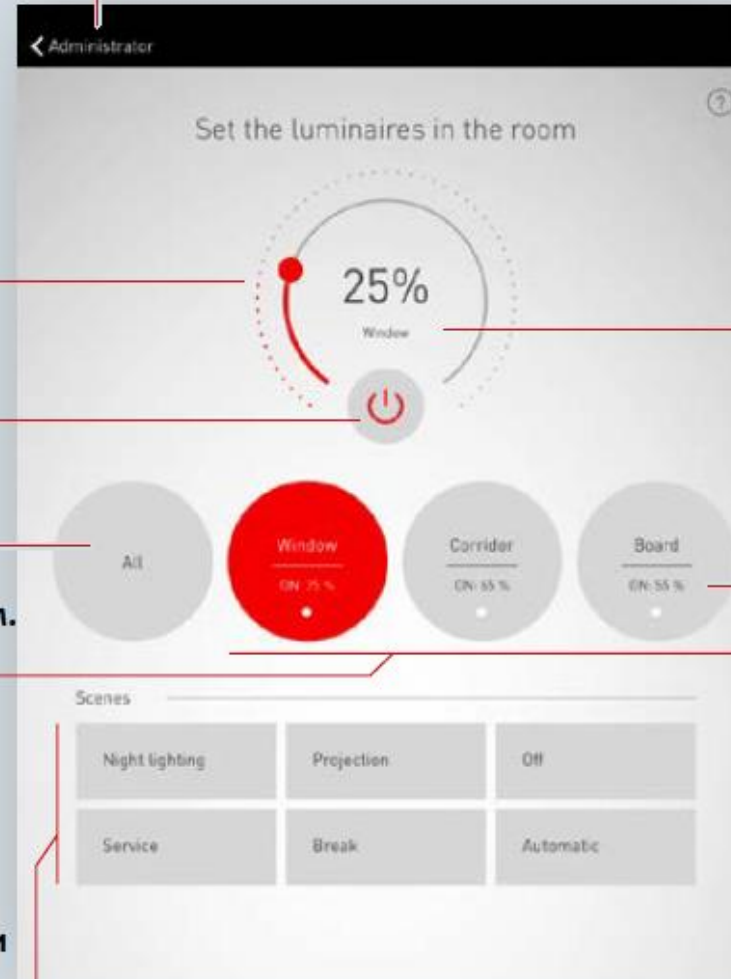 Administrator
?
Set the luminaires in the room
25%
Window
All
Window
ON: 25 %
Corridor
ON: 65 %
Board
ON: 55 %
Scenes
Night lighting
Projection
Off
Service
Break
Automatic